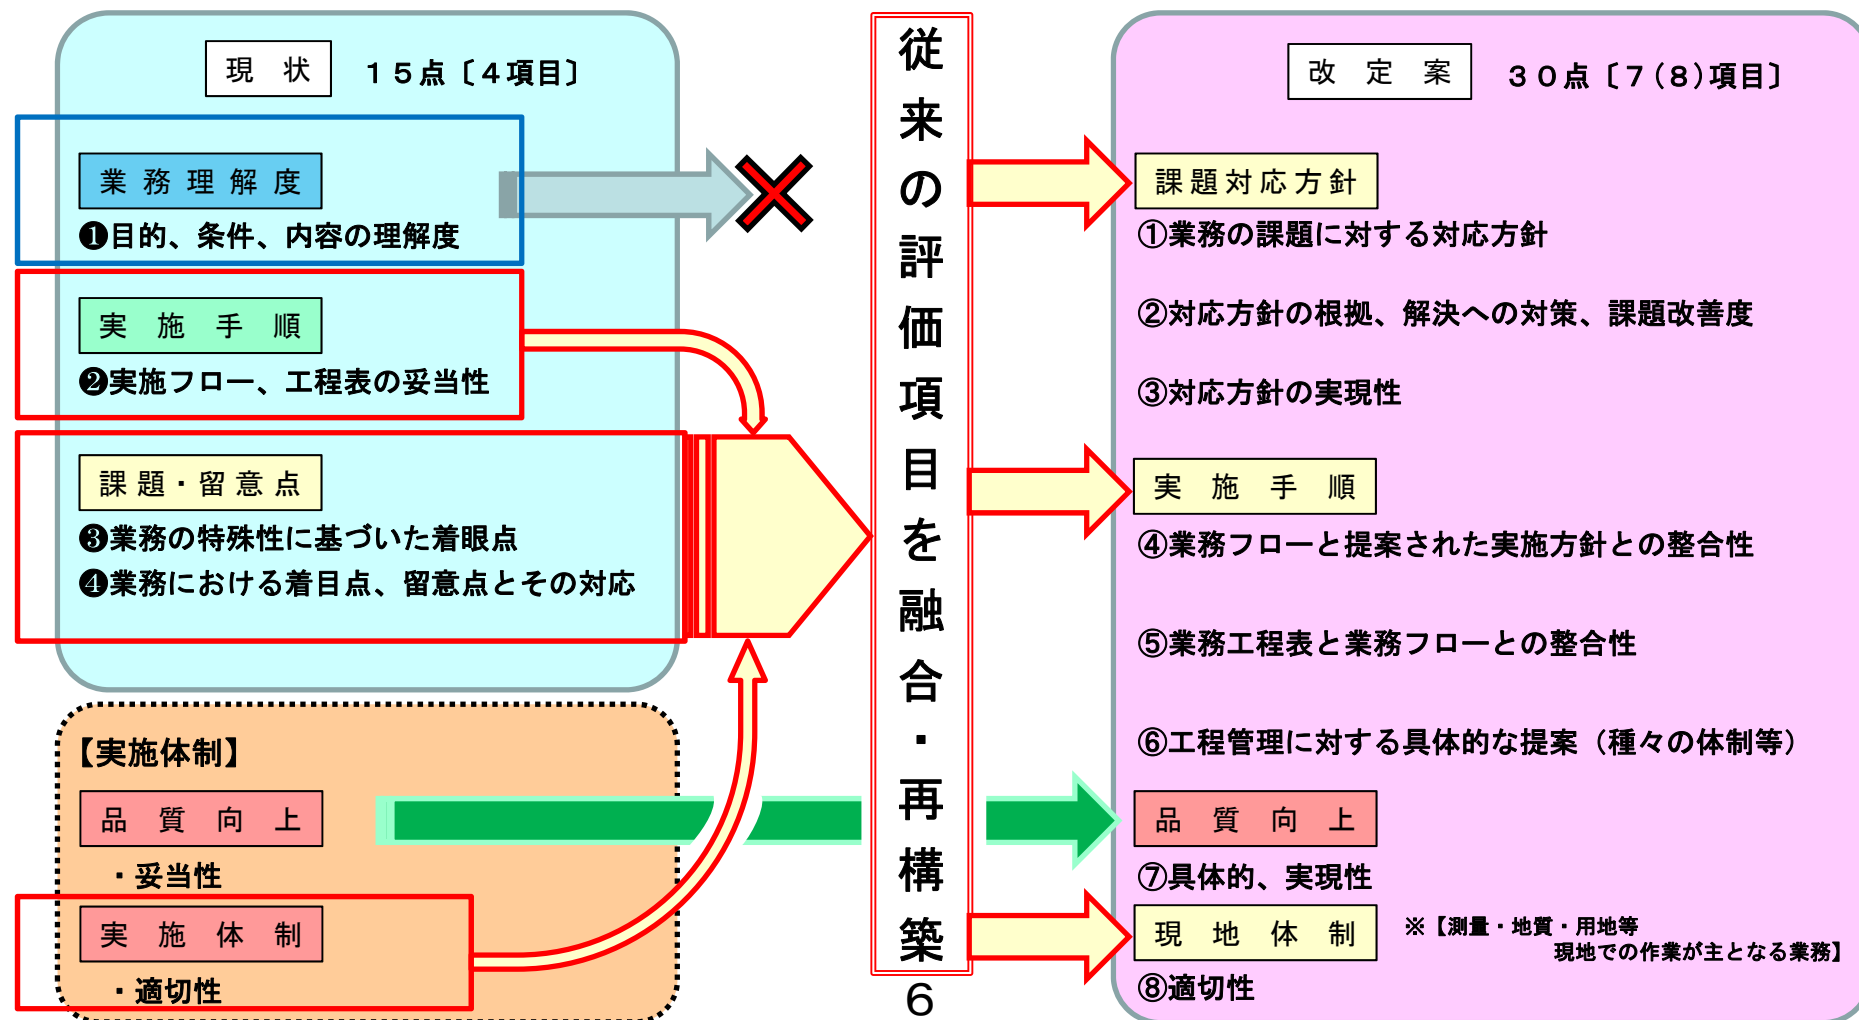 現状 １５点〔４項目〕
業務理解度
❶目的、条件、内容の理解度
実施手順
❷実施フロー、工程表の妥当性
課題・留意点
❸業務の特殊性に基づいた着眼点
❹業務における着目点、留意点とその対応
【実施体制】
品質向上
・妥当性
実施体制
・適切性
従来の評価項目を融合・再構築
改定案 ３０点〔７(８)項目〕
課題対応方針
①業務の課題に対する対応方針
②対応方針の根拠、解決への対策、課題改善度
③対応方針の実現性
実施手順
④業務フローと提案された実施方針との整合性
⑤業務工程表と業務フローとの整合性
⑥工程管理に対する具体的な提案（種々の体制等）
品質向上
⑦具体的、実現性
現地体制
※【測量・地質・用地等
現地での作業が主となる業務】
⑧適切性
6